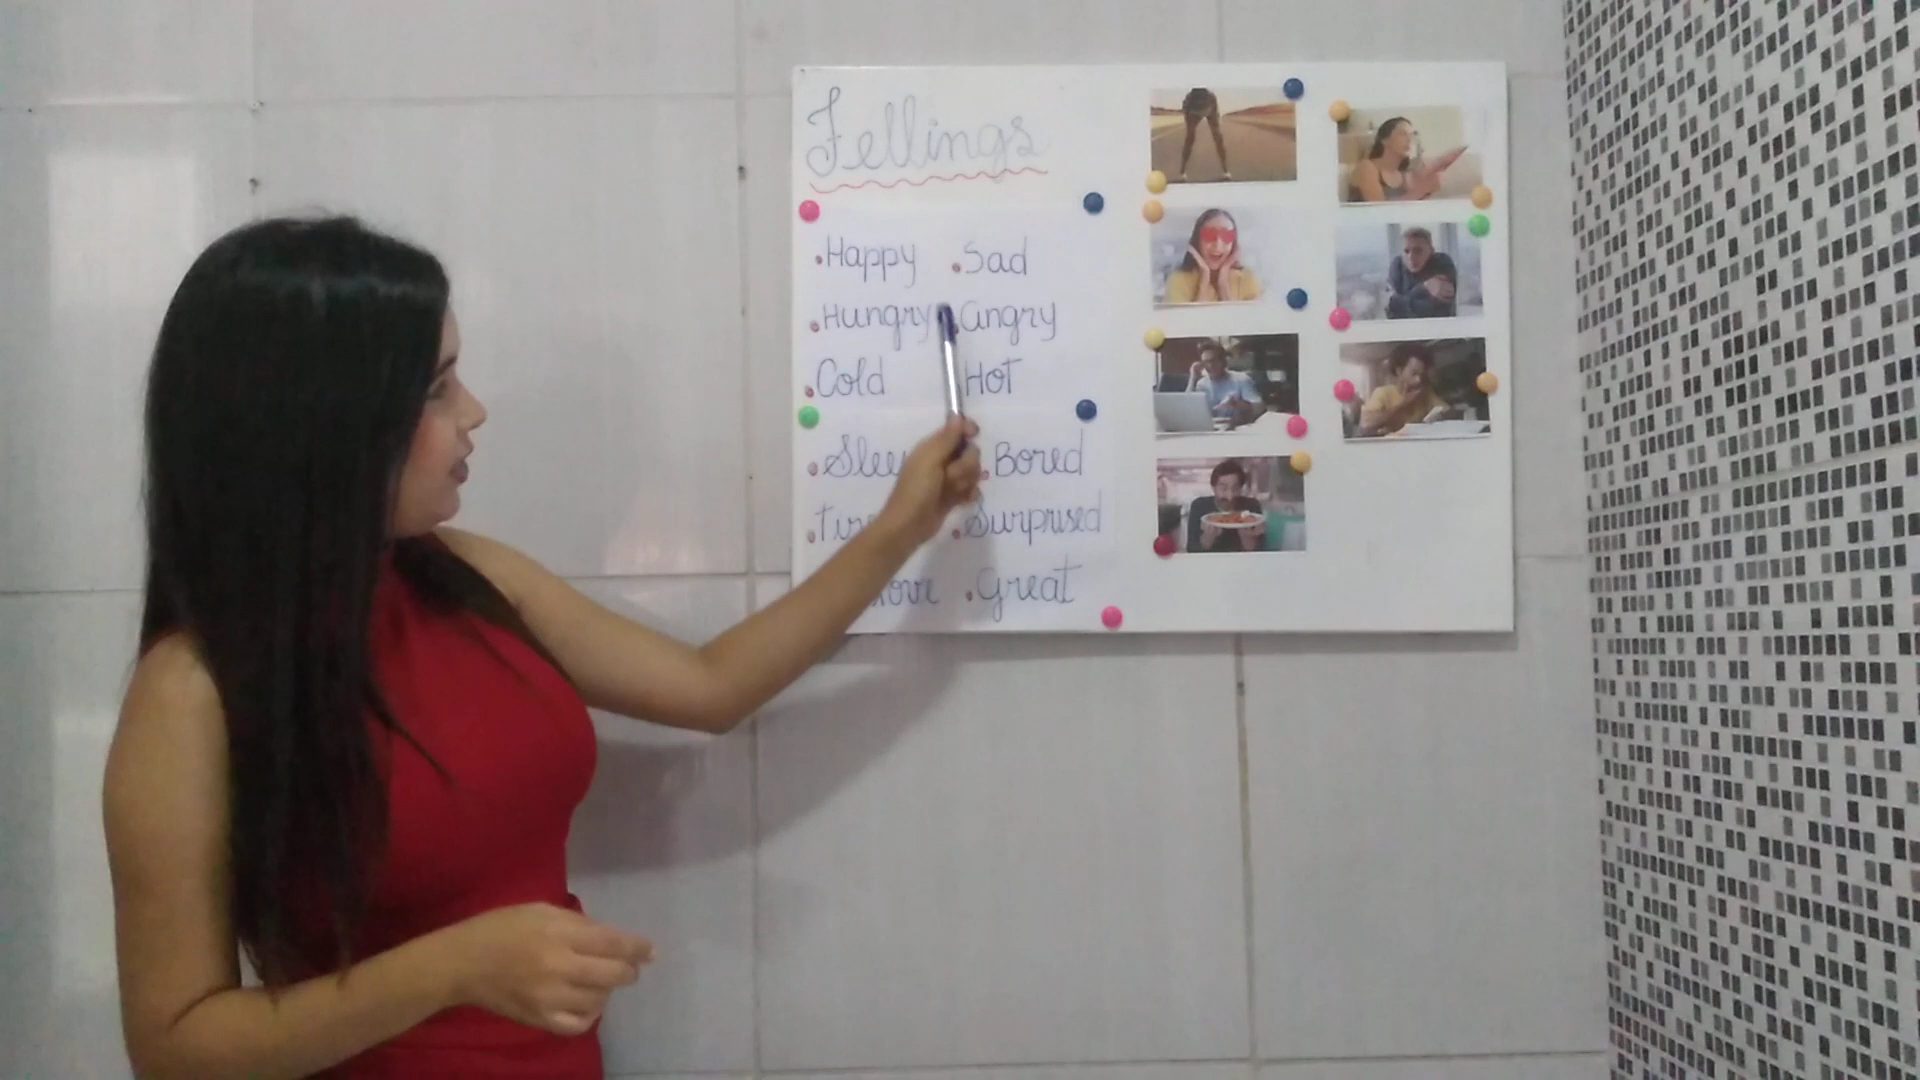 Fellings
.Happy .Sad
.Hungry .angry
.Cold Hot
. .Bored
. .Surprised
.Great